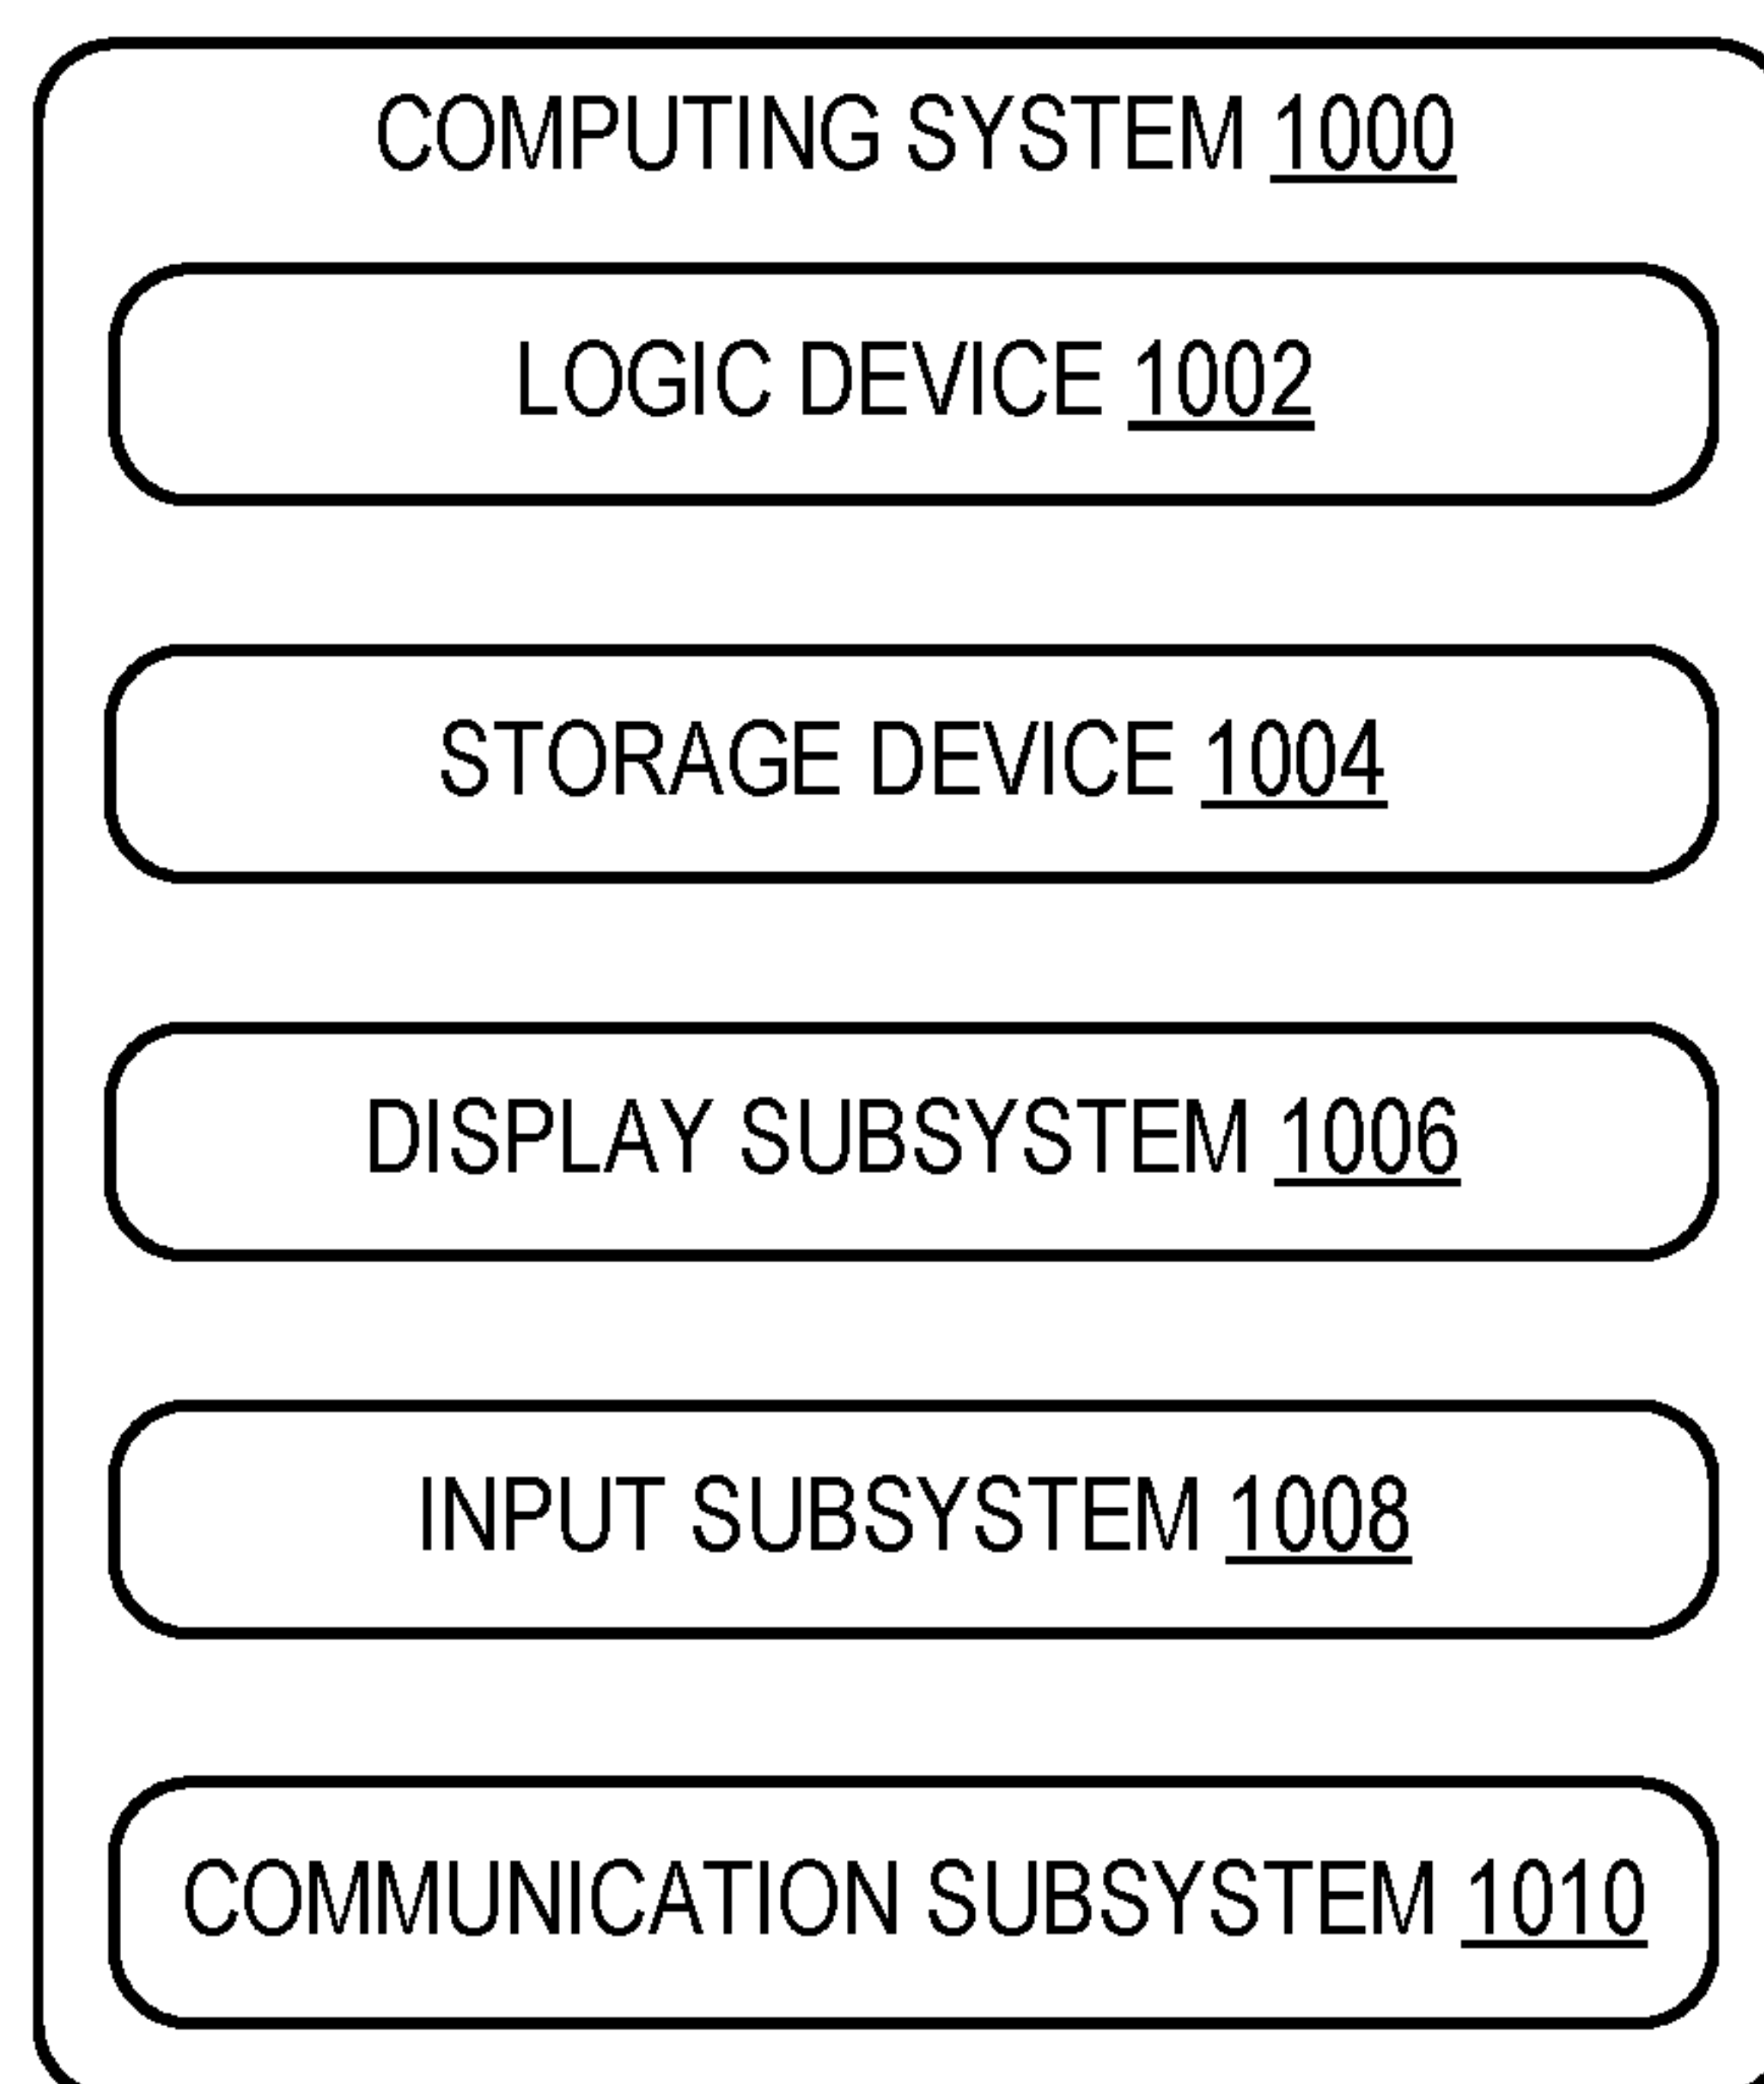 COMPUTING SYSTEM 1000
LOGIC DEVICE 1002
STORAGE DEVICE 1004
DISPLAY SUBSYSTEM 1006
INPUT SUBSYSTEM 1008
COMMUNICATION SUBSYSTEM 1010